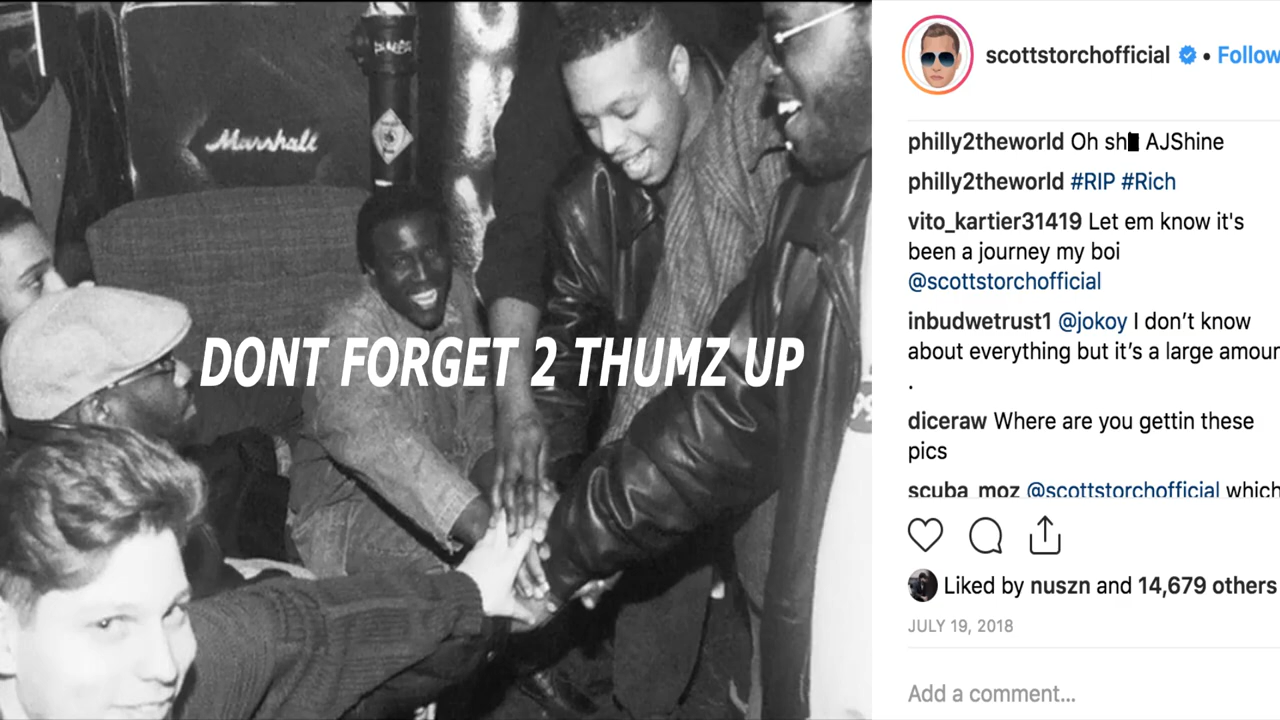 Marshall
DONT FORGET 2 THUMZ UP
scottstorchofficial • Follow
philly2theworld Oh sh AJShine
philly2theworld #RIP #Rich
vito_kartier31419 Let em know it's
been a journey my boi
@scottstorchofficial
inbudwetrust1 @jokoy I don’t know
about everything but it’s a large amoun
.
diceraw Where are you gettin these
pics
scuba_moz @scottstorchofficial which
Liked by nuszn and 14,679 others
JULY 19, 2018
Add a comment...